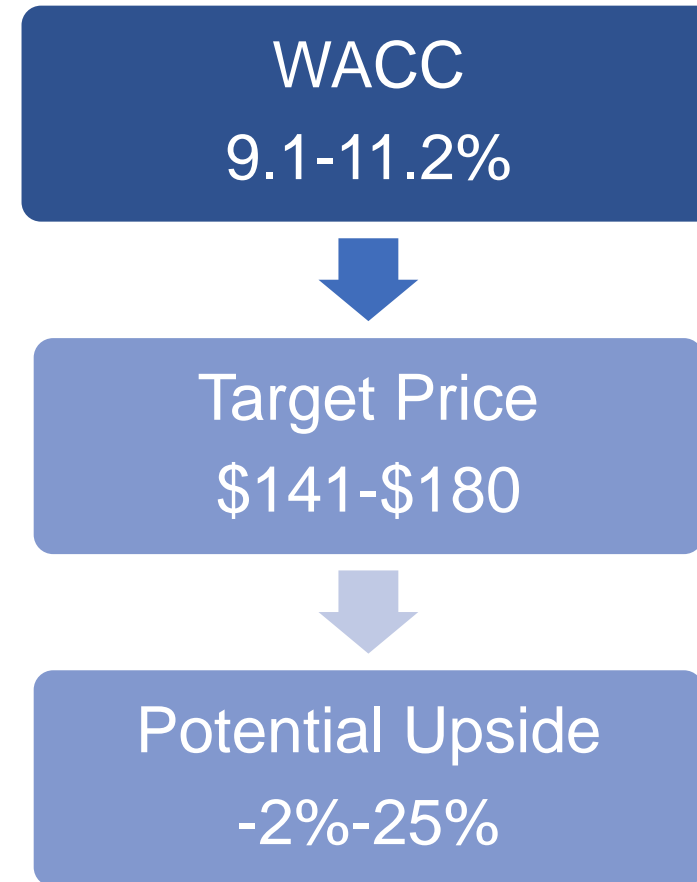 WACC
9.1-11.2%
Target Price
$141-$180
Potential Upside
-2%-25%